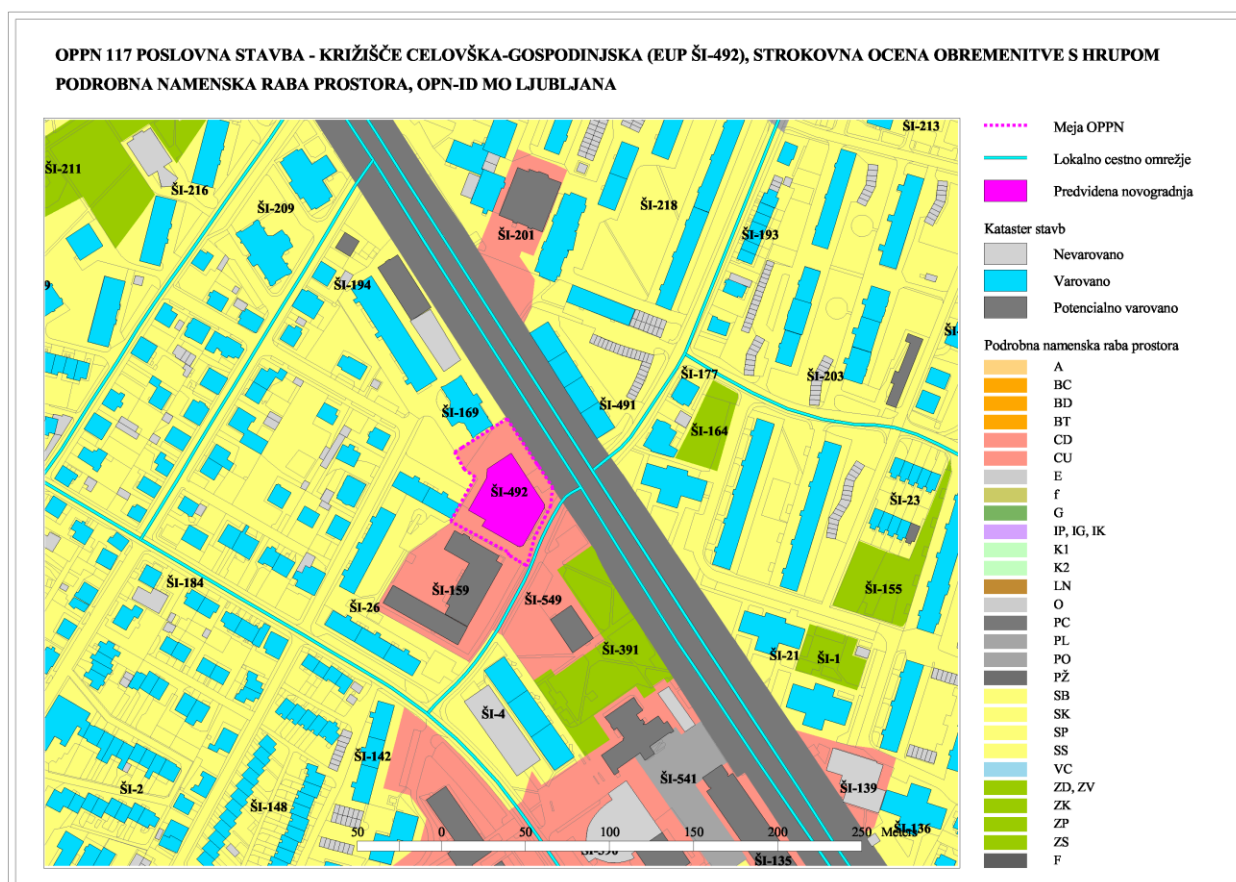 OPPN 117 POSLOVNA STAVBA - KRIŽIŠČE CELOVŠKA-GOSPODINJSKA (EUP ŠI-492), STROKOVNA OCENA OBREMENITVE S HRUPOM
PODROBNA NAMENSKA RABA PROSTORA, OPN-ID MO LJUBLJANA
ŠI-213
ŠI-211
ŠI-216
ŠI-209
ŠI-218
ŠI-201
ŠI-193
ŠI-194
9
ŠI-177
ŠI-203
ŠI-491
ŠI-169
ŠI-164
ŠI-492
ŠI-23
ŠI-184
ŠI-159
ŠI-26
ŠI-549
ŠI-155
ŠI-391
ŠI-21
ŠI-1
ŠI-4
ŠI-142
ŠI-541
ŠI-139
ŠI-2
ŠI-148
ŠI-136
ŠI-135
50 0 50 100 150 200 250 Meters
Meja OPPN
Lokalno cestno omrežje
Predvidena novogradnja
Kataster stavb
Nevarovano
Varovano
Potencialno varovano
Podrobna namenska raba prostora
A
BC
BD
BT
CD
CU
E
f
G
IP, IG, IK
K1
K2
LN
O
PC
PL
PO
PŽ
SB
SK
SP
SS
VC
ZD, ZV
ZK
ZP
ZS
F